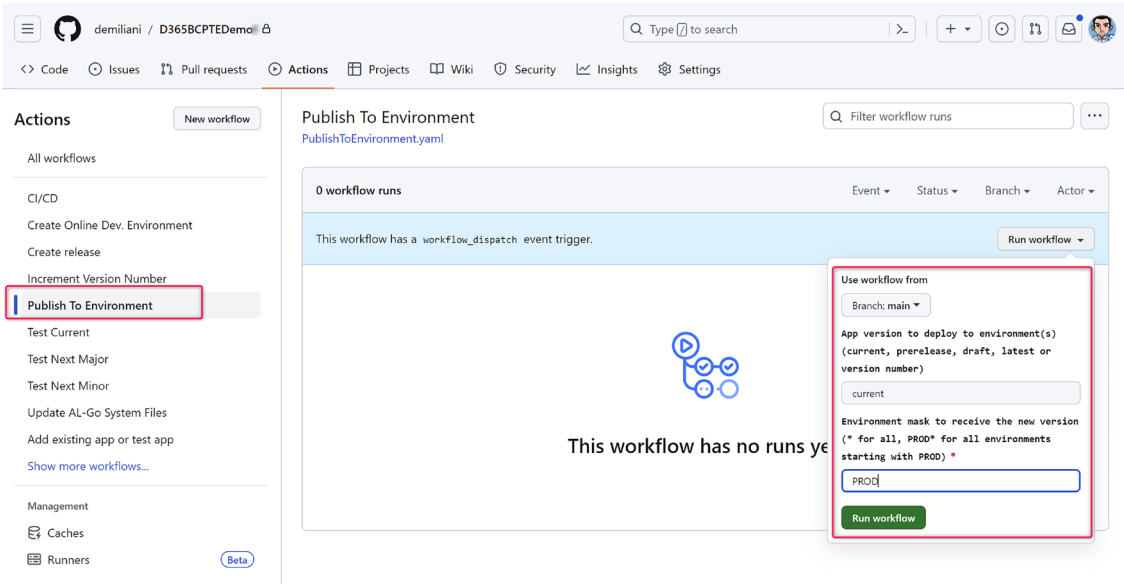 demiliani / D365BCPTEDemo
Type / to search
Code
Issues
Pull requests
Actions
Projects
Wiki
Security
Insights
Settings
Actions
New workflow
All workflows
CI/CD
Create Online Dev. Environment
Create release
Increment Version Number
Publish To Environment
Test Current
Test Next Major
Test Next Minor
Update AL-Go System Files
Add existing app or test app
Show more workflows...
Management
Caches
Runners
Beta
Publish To Environment
PublishToEnvironment.yaml
Filter workflow runs
0 workflow runs
Event
Status
Branch
Actor
This workflow has a workflow_dispatch event trigger.
Run workflow
This workflow has no runs ye
Use workflow from
Branch: main
App version to deploy to environment(s)
(current, prerelease, draft, latest or
version number)
current
Environment mask to receive the new version
(* for all, PROD* for all environments
starting with PROD) *
PROD
Run workflow